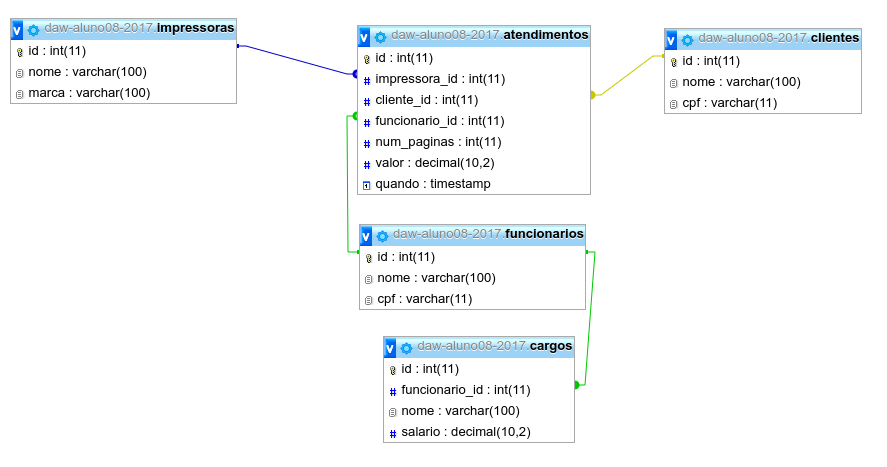 daw-aluno08-2017.impressoras
id : int(11)
nome : varchar(100)
marca : varchar(100)
daw-aluno08-2017.atendimentos
id : int(11)
impressora_id : int(11)
cliente_id : int(11)
funcionario_id : int(11)
num_paginas : int(11)
valor : decimal(10,2)
quando : timestamp
daw-aluno08-2017.clientes
id : int(11)
nome : varchar(100)
cpf : varchar(11)
daw-aluno08-2017.funcionarios
id : int(11)
nome : varchar(100)
cpf : varchar(11)
daw-aluno08-2017.cargos
id : int(11)
funcionario_id : int(11)
nome : varchar(100)
salario : decimal(10,2)